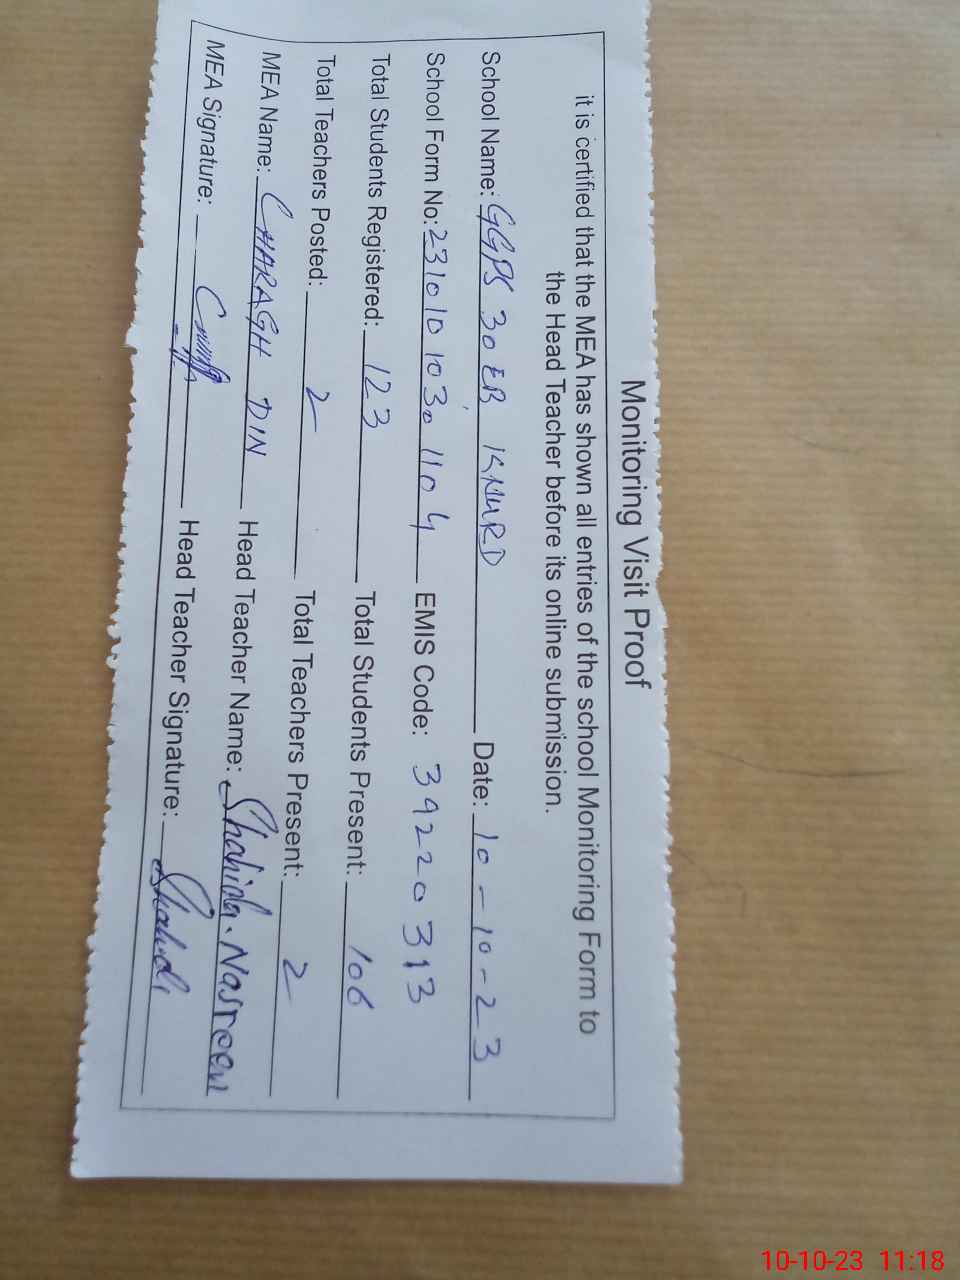 Monitoring Visit Proof
it is certified that the MEA has shown all entries of the school Monitoring Form to
the Head Teacher before its online submission.
School Name: GGPS 30 EB KHURD Date: 10-10-23
School Form No: 23101010301104 EMIS Code: 39220313
Total Students Registered: 123 Total Students Present: 106
Total Teachers Posted: 2 Total Teachers Present: 2
MEA Name: CHARAGH DIN Head Teacher Name: Shahida Nasreen
MEA Signature: Head Teacher Signature: Shahida
10-10-23 11:18